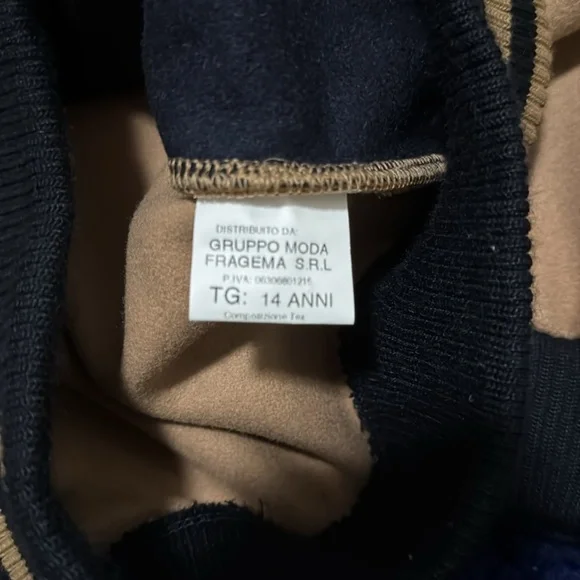 DISTRIBUITO DA:
GRUPPO MODA
FRAGEMA S.R.L
P.IVA: 06306801215
TG: 14 ANNI
Composizione Tex